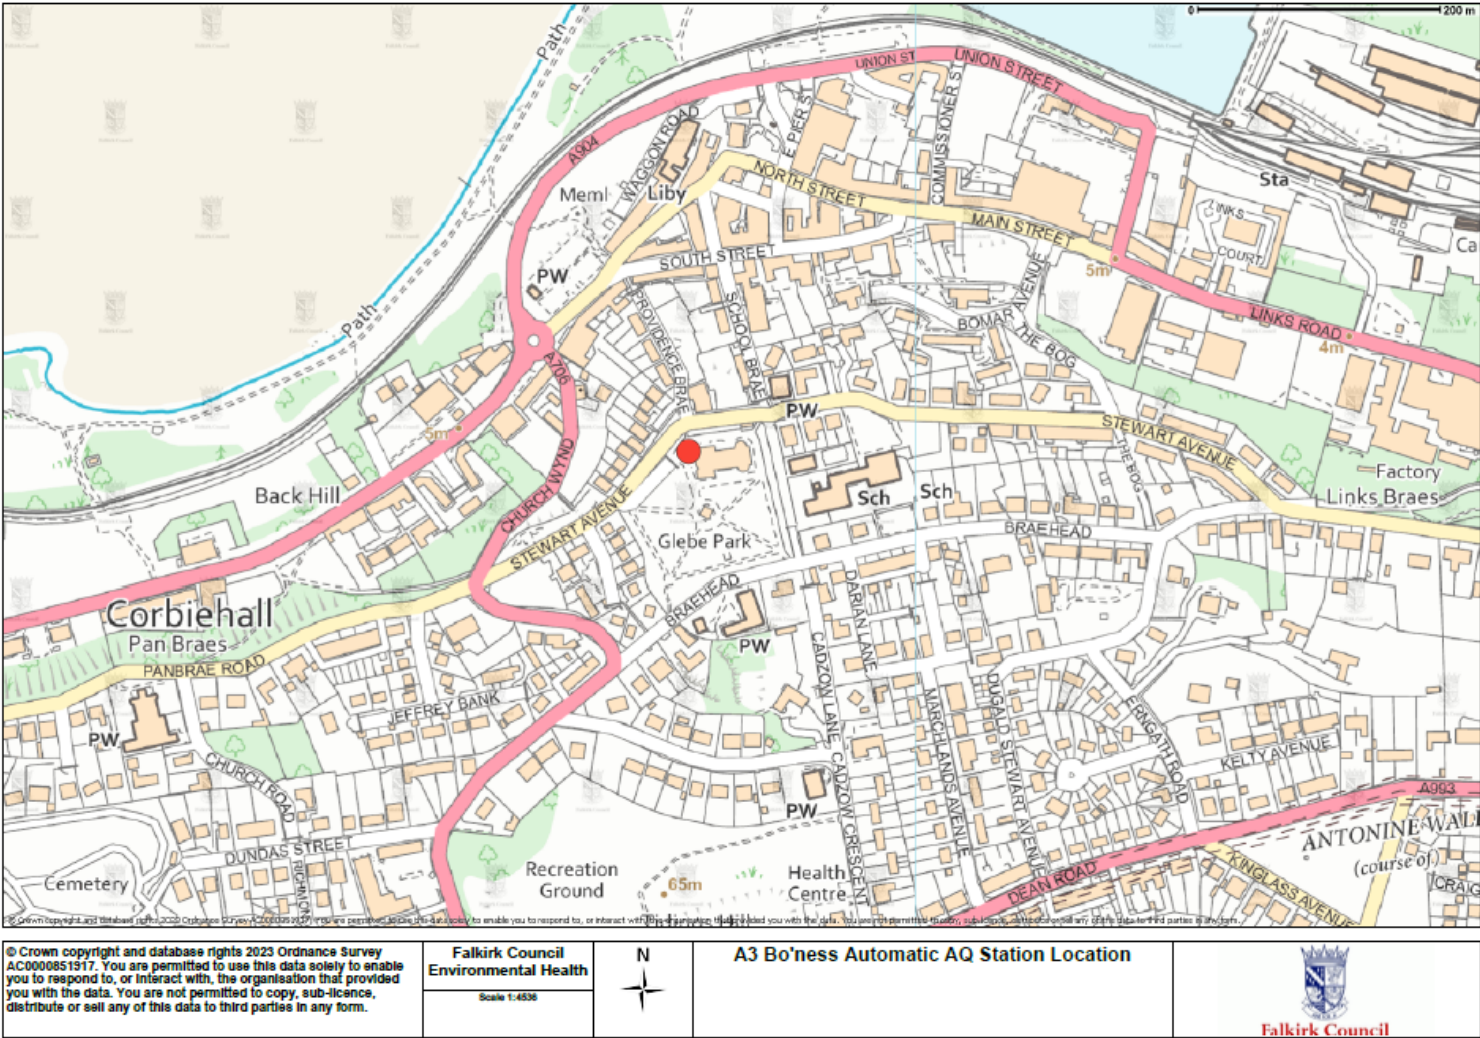 0 200 m
Path
UNION ST
UNION STREET
A904
WAGGON ROAD
E PIER ST
COMMISSIONER ST
Meml
Liby
NORTH STREET
MAIN STREET
Sta
LINKS
COURT
Ca
PW
SOUTH STREET
5m
PROVIDENCE BRAE
SCHOOL BRAE
BOMAR AVENUE
THE BOG
LINKS ROAD
4m
Path
A706
5m
PW
STEWART AVENUE
THE BOG
Factory
Links Braes
Back Hill
CHURCH WYND
STEWART AVENUE
Sch
Sch
Glebe Park
BRAEHEAD
BRAEHEAD
Corbiehall
Pan Braes
PANBRAE ROAD
PW
DARIAN LANE
CADZOW LANE
JEFFREY BANK
PW
CHURCH ROAD
MARCHLANDS AVENUE
DUGALD STEWART AVENUE
ERNGATH ROAD
KELTY AVENUE
A993
CADZOW CRESCENT
PW
DUNDAS STREET
Cemetery
Recreation
Ground
65m
Health
Centre
DEAN ROAD
ANTONINE WALL
(course of)
KINGLASS AVENUE
CRAIG
© Crown copyright and database rights 2023 Ordnance Survey
AC0000851917. You are permitted to use this data solely to enable
you to respond to, or interact with, the organisation that provided
you with the data. You are not permitted to copy, sub-licence,
distribute or sell any of this data to third parties in any form.
Falkirk Council
Environmental Health
Scale 1:4536
N
A3 Bo'ness Automatic AQ Station Location
Falkirk Council